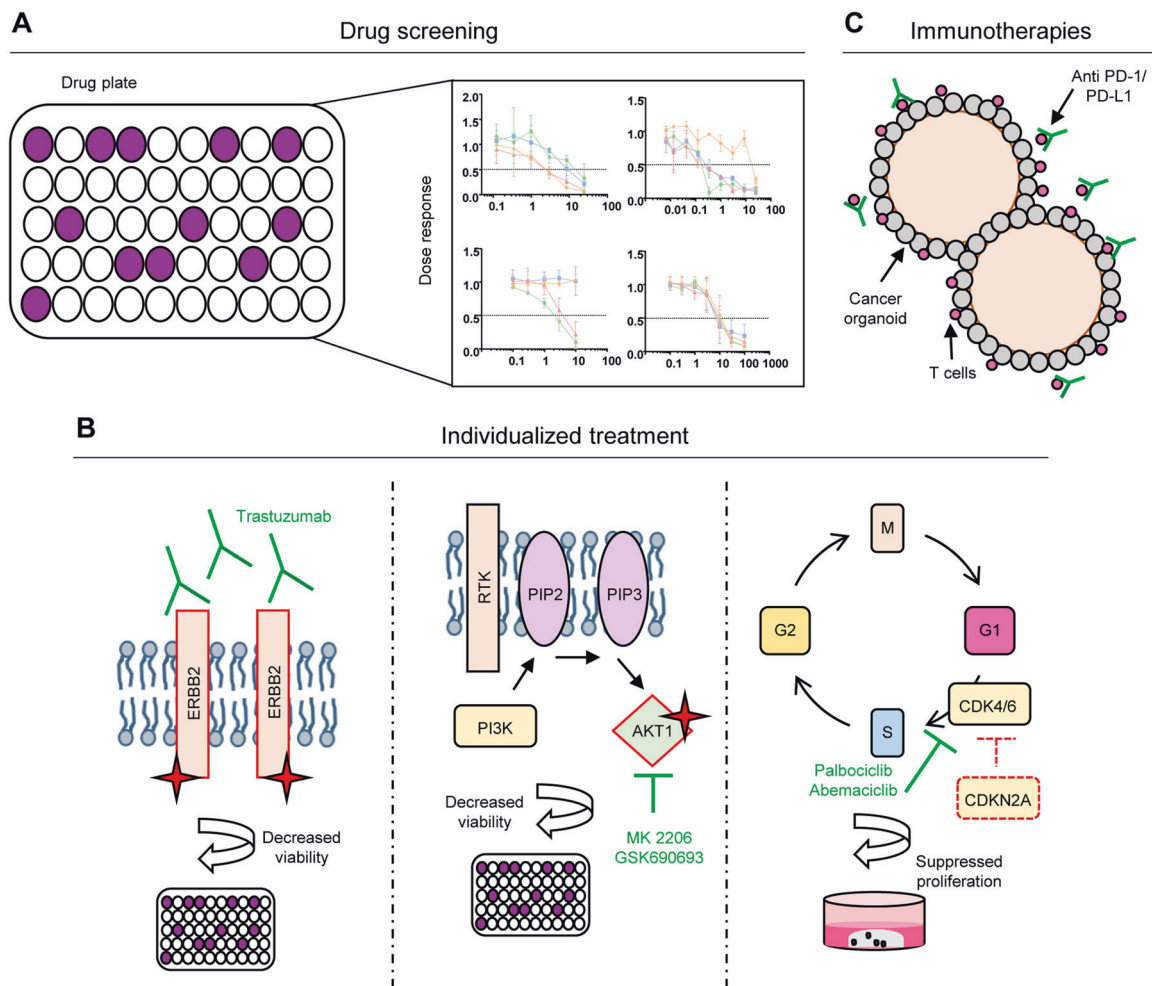 A
Drug screening
Drug plate
Dose response
2.0
1.5
1.0
0.5
0.0
0.1
1
10
100
1.5
1.0
0.5
0.0
0.01
0.1
1
10
100
1.5
1.0
0.5
0.0
0.1
1
10
100
1.5
1.0
0.5
0.0
0.1
1
10
100
1000
C
Immunotherapies
Anti PD-1/
PD-L1
Cancer
organoid
T cells
B
Individualized treatment
Trastuzumab
ERBB2
ERBB2
Decreased
viability
RTK
PIP2
PIP3
PI3K
AKT1
Decreased
viability
MK 2206
GSK690693
M
G2
G1
CDK4/6
S
Palbociclib
Abemaciclib
CDKN2A
Suppressed
proliferation